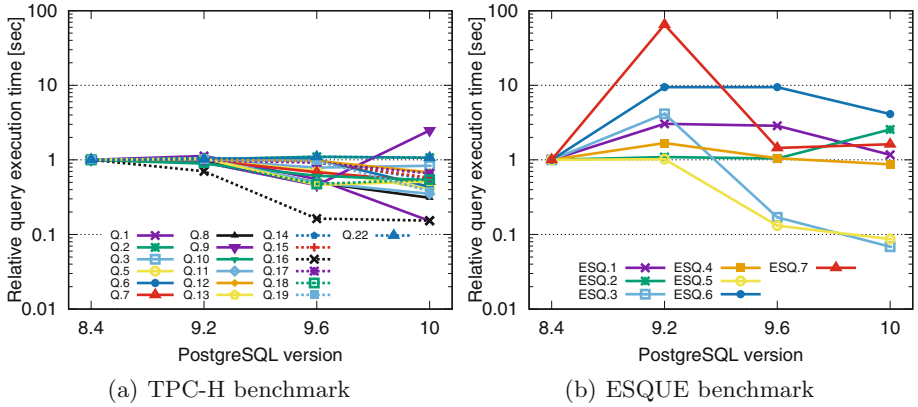 Relative query execution time [sec]
100
10
1
0.1
0.01
Q.1
Q.2
Q.3
Q.5
Q.6
Q.7
Q.8
Q.9
Q.10
Q.11
Q.12
Q.13
Q.14
Q.15
Q.16
Q.17
Q.18
Q.19
Q.22
8.4 9.2 9.6 10
PostgreSQL version
(a) TPC-H benchmark
Relative query execution time [sec]
100
10
1
0.1
0.01
ESQ.1
ESQ.2
ESQ.3
ESQ.4
ESQ.5
ESQ.6
ESQ.7
8.4 9.2 9.6 10
PostgreSQL version
(b) ESQUE benchmark